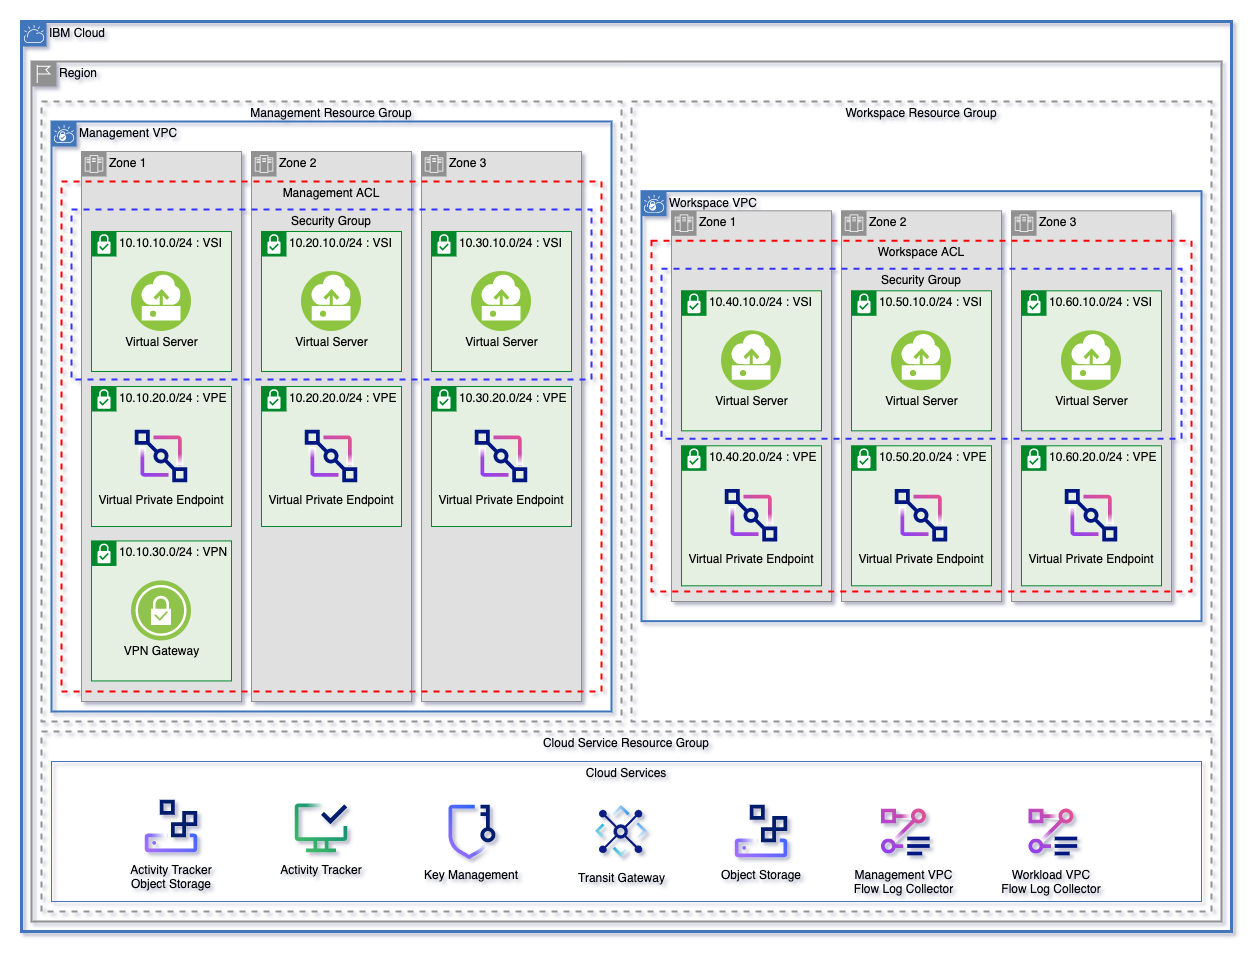 IBM Cloud
Region
Management Resource Group
Management VPC
Zone 1
Zone 2
Zone 3
Management ACL
Security Group
10.10.10.0/24 : VSI
10.20.10.0/24 : VSI
10.30.10.0/24 : VSI
Virtual Server
Virtual Server
Virtual Server
10.10.20.0/24 : VPE
10.20.20.0/24 : VPE
10.30.20.0/24 : VPE
Virtual Private Endpoint
Virtual Private Endpoint
Virtual Private Endpoint
10.10.30.0/24 : VPN
VPN Gateway
Workspace Resource Group
Workspace VPC
Zone 1
Zone 2
Zone 3
Workspace ACL
Security Group
10.40.10.0/24 : VSI
10.50.10.0/24 : VSI
10.60.10.0/24 : VSI
Virtual Server
Virtual Server
Virtual Server
10.40.20.0/24 : VPE
10.50.20.0/24 : VPE
10.60.20.0/24 : VPE
Virtual Private Endpoint
Virtual Private Endpoint
Virtual Private Endpoint
Cloud Service Resource Group
Cloud Services
Activity Tracker
Object Storage
Activity Tracker
Key Management
Transit Gateway
Object Storage
Management VPC
Flow Log Collector
Workload VPC
Flow Log Collector